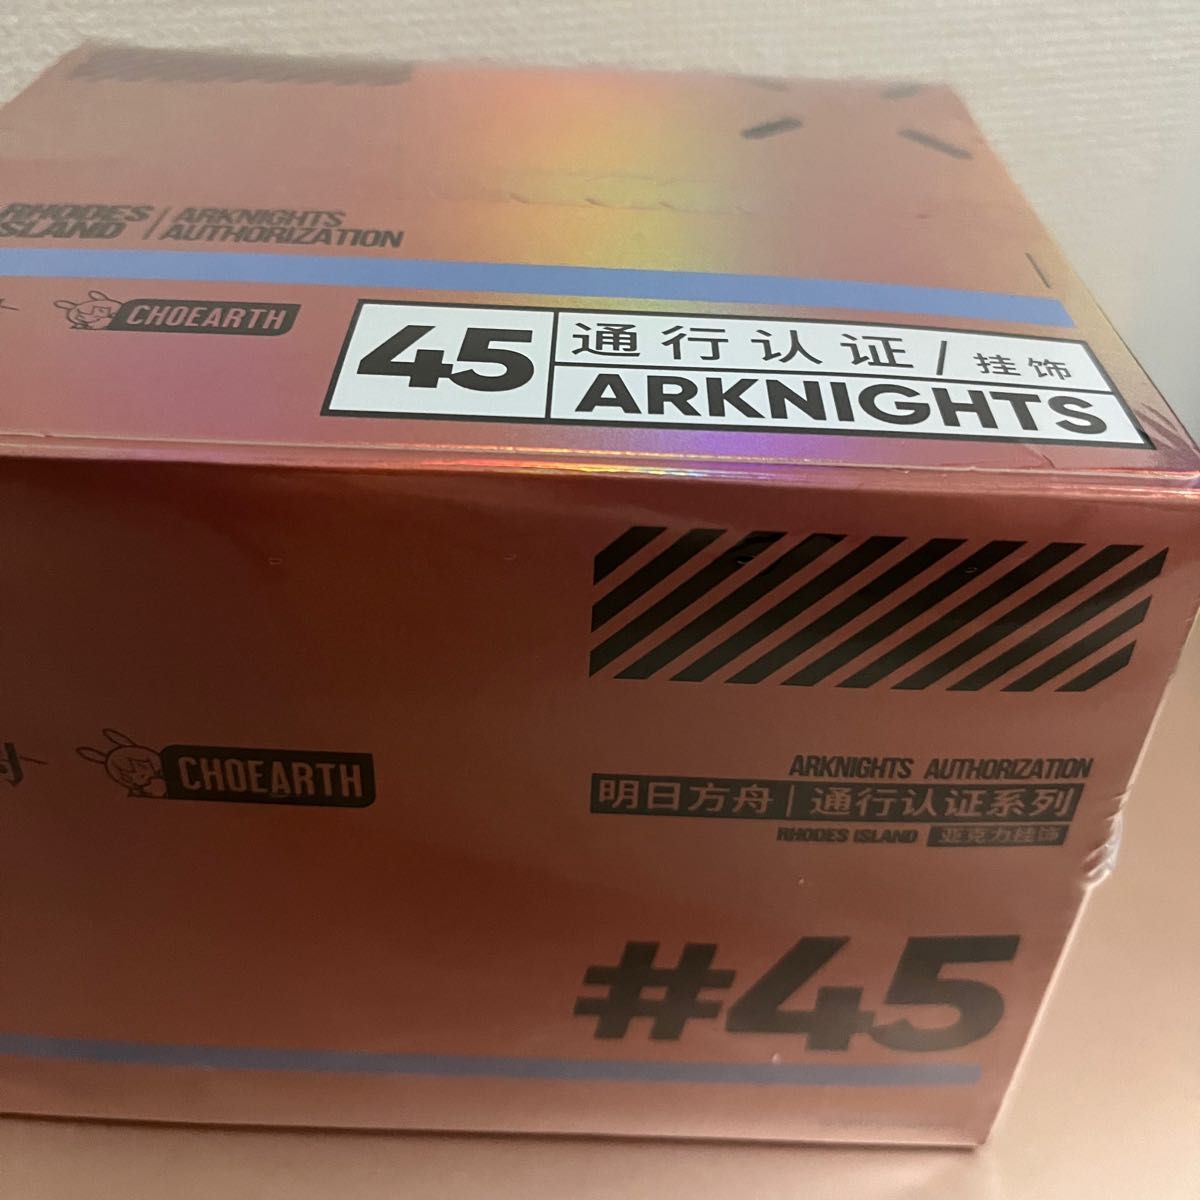 RHODES ISLAND / ARKNIGHTS AUTHORIZATION
CHOEARTH
45 通行认证 / 挂饰
ARKNIGHTS
CHOEARTH
ARKNIGHTS AUTHORIZATION
明日方舟 | 通行认证系列
RHODES ISLAND 亚克力挂饰
#45